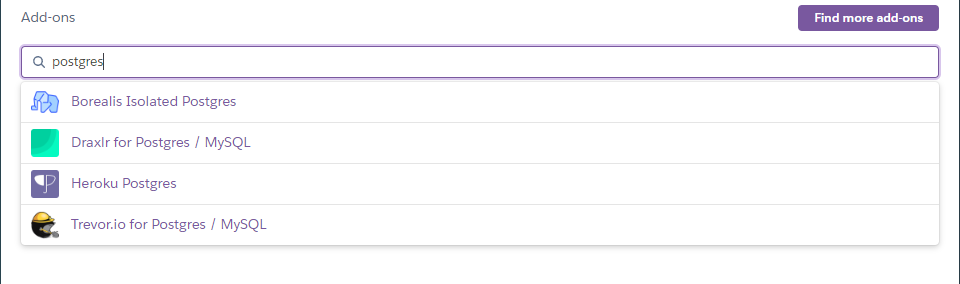 Add-ons
Find more add-ons
postgres
Borealis Isolated Postgres
Draxlr for Postgres / MySQL
Heroku Postgres
Trevor.io for Postgres / MySQL